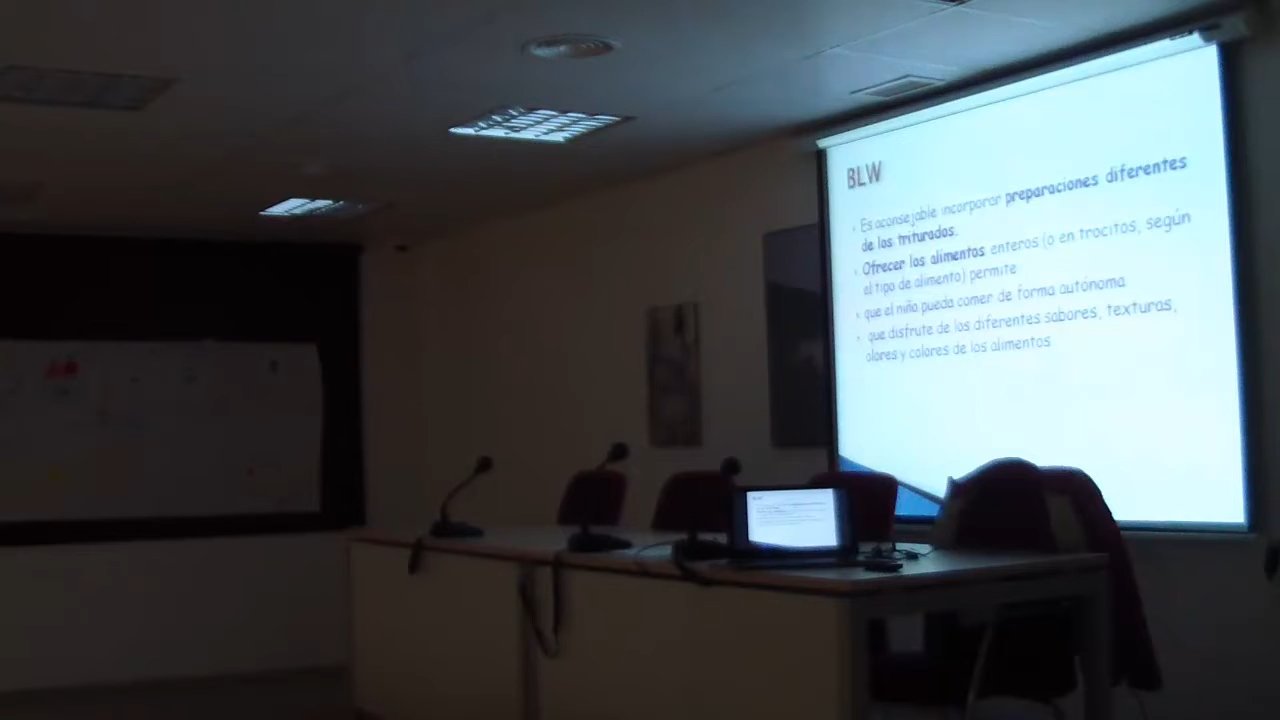 BLW
Es aconsejable incorporar preparaciones diferentes
de los triturados.
Ofrecer los alimentos enteros (o en trocitos, según
el tipo de alimento) permite
que el niño pueda comer de forma autónoma
que disfrute de los diferentes sabores, texturas,
olores y colores de los alimentos